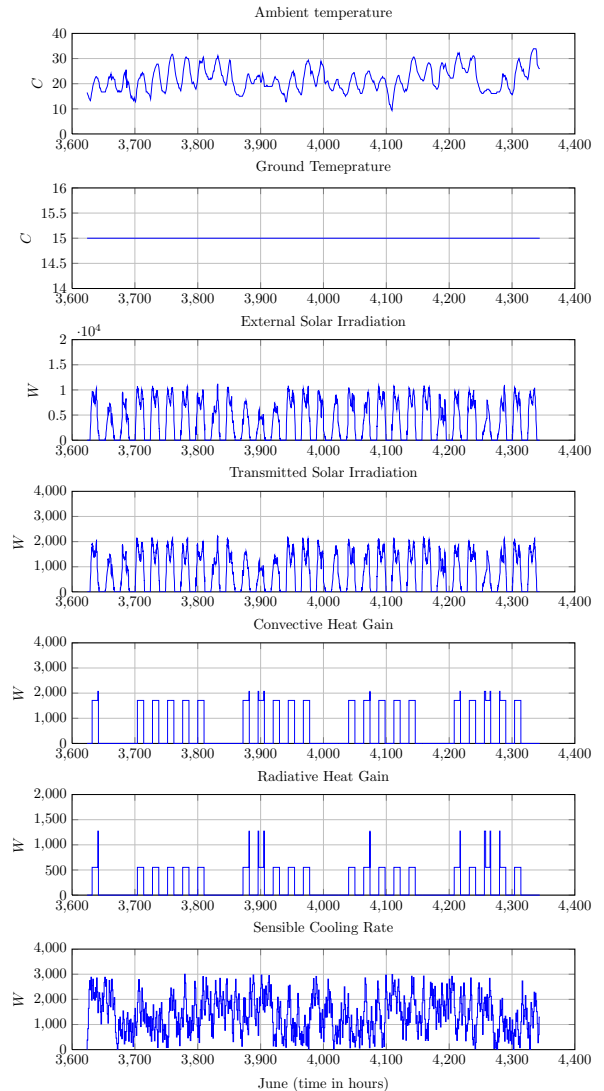 Ambient temperature
40
30
20
10
0
C
3,600 3,700 3,800 3,900 4,000 4,100 4,200 4,300 4,400
Ground Temeprature
16
15.5
15
14.5
14
C
3,600 3,700 3,800 3,900 4,000 4,100 4,200 4,300 4,400
External Solar Irradiation
·10⁴
2
1.5
1
0.5
0
W
3,600 3,700 3,800 3,900 4,000 4,100 4,200 4,300 4,400
Transmitted Solar Irradiation
4,000
3,000
2,000
1,000
0
W
3,600 3,700 3,800 3,900 4,000 4,100 4,200 4,300 4,400
Convective Heat Gain
4,000
3,000
2,000
1,000
0
W
3,600 3,700 3,800 3,900 4,000 4,100 4,200 4,300 4,400
Radiative Heat Gain
2,000
1,500
1,000
500
0
W
3,600 3,700 3,800 3,900 4,000 4,100 4,200 4,300 4,400
Sensible Cooling Rate
4,000
3,000
2,000
1,000
0
W
3,600 3,700 3,800 3,900 4,000 4,100 4,200 4,300 4,400
June (time in hours)